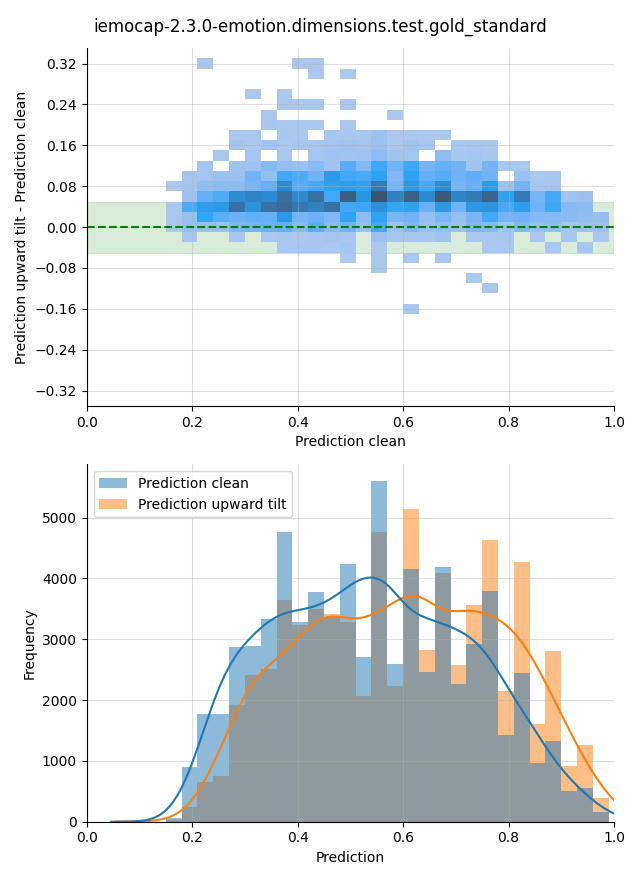 iemocap-2.3.0-emotion.dimensions.test.gold_standard
Prediction upward tilt - Prediction clean
0.32
0.24
0.16
0.08
0.00
−0.08
−0.16
−0.24
−0.32
0.0 0.2 0.4 0.6 0.8 1.0
Prediction clean
Prediction clean
Prediction upward tilt
Frequency
5000
4000
3000
2000
1000
0
0.0 0.2 0.4 0.6 0.8 1.0
Prediction